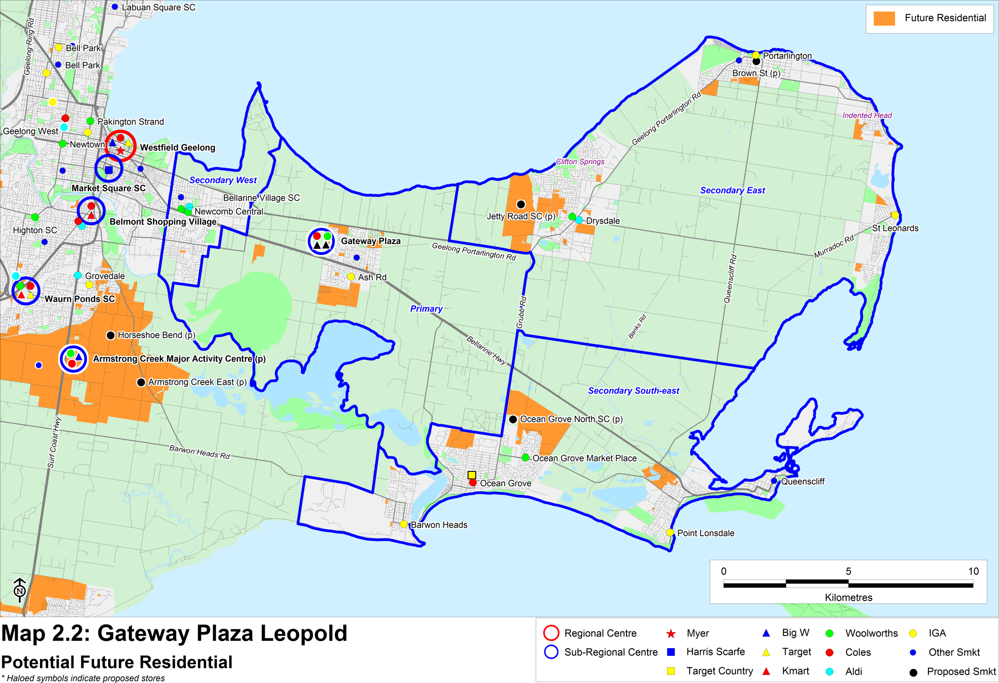 Labuan Square SC
Future Residential
Geelong Ring Rd
Bell Park
Bell Park
Portarlington
Brown St (p)
Geelong Portarlington Rd
Indented Head
Pakington Strand
Geelong West
Newtown
Westfield Geelong
Clifton Springs
Secondary West
Market Square SC
Secondary East
Bellarine Village SC
Newcomb Central
Jetty Road SC (p)
Drysdale
Belmont Shopping Village
Highton SC
St Leonards
Gateway Plaza
Geelong Portarlington Rd
Murradoc Rd
Grovedale
Ash Rd
Queenscliff Rd
Waurn Ponds SC
Primary
Grubb Rd
Banks Rd
Horseshoe Bend (p)
Bellarine Hwy
Armstrong Creek Major Activity Centre (p)
Armstrong Creek East (p)
Secondary South-east
Ocean Grove North SC (p)
Surf Coast Hwy
Barwon Heads Rd
Ocean Grove Market Place
Ocean Grove
Queenscliff
Barwon Heads
Point Lonsdale
0 5 10
Kilometres
N
Map 2.2: Gateway Plaza Leopold
Potential Future Residential
* Haloed symbols indicate proposed stores
Regional Centre
Sub-Regional Centre
Myer
Harris Scarfe
Target Country
Big W
Target
Kmart
Woolworths
Coles
Aldi
IGA
Other Smkt
Proposed Smkt